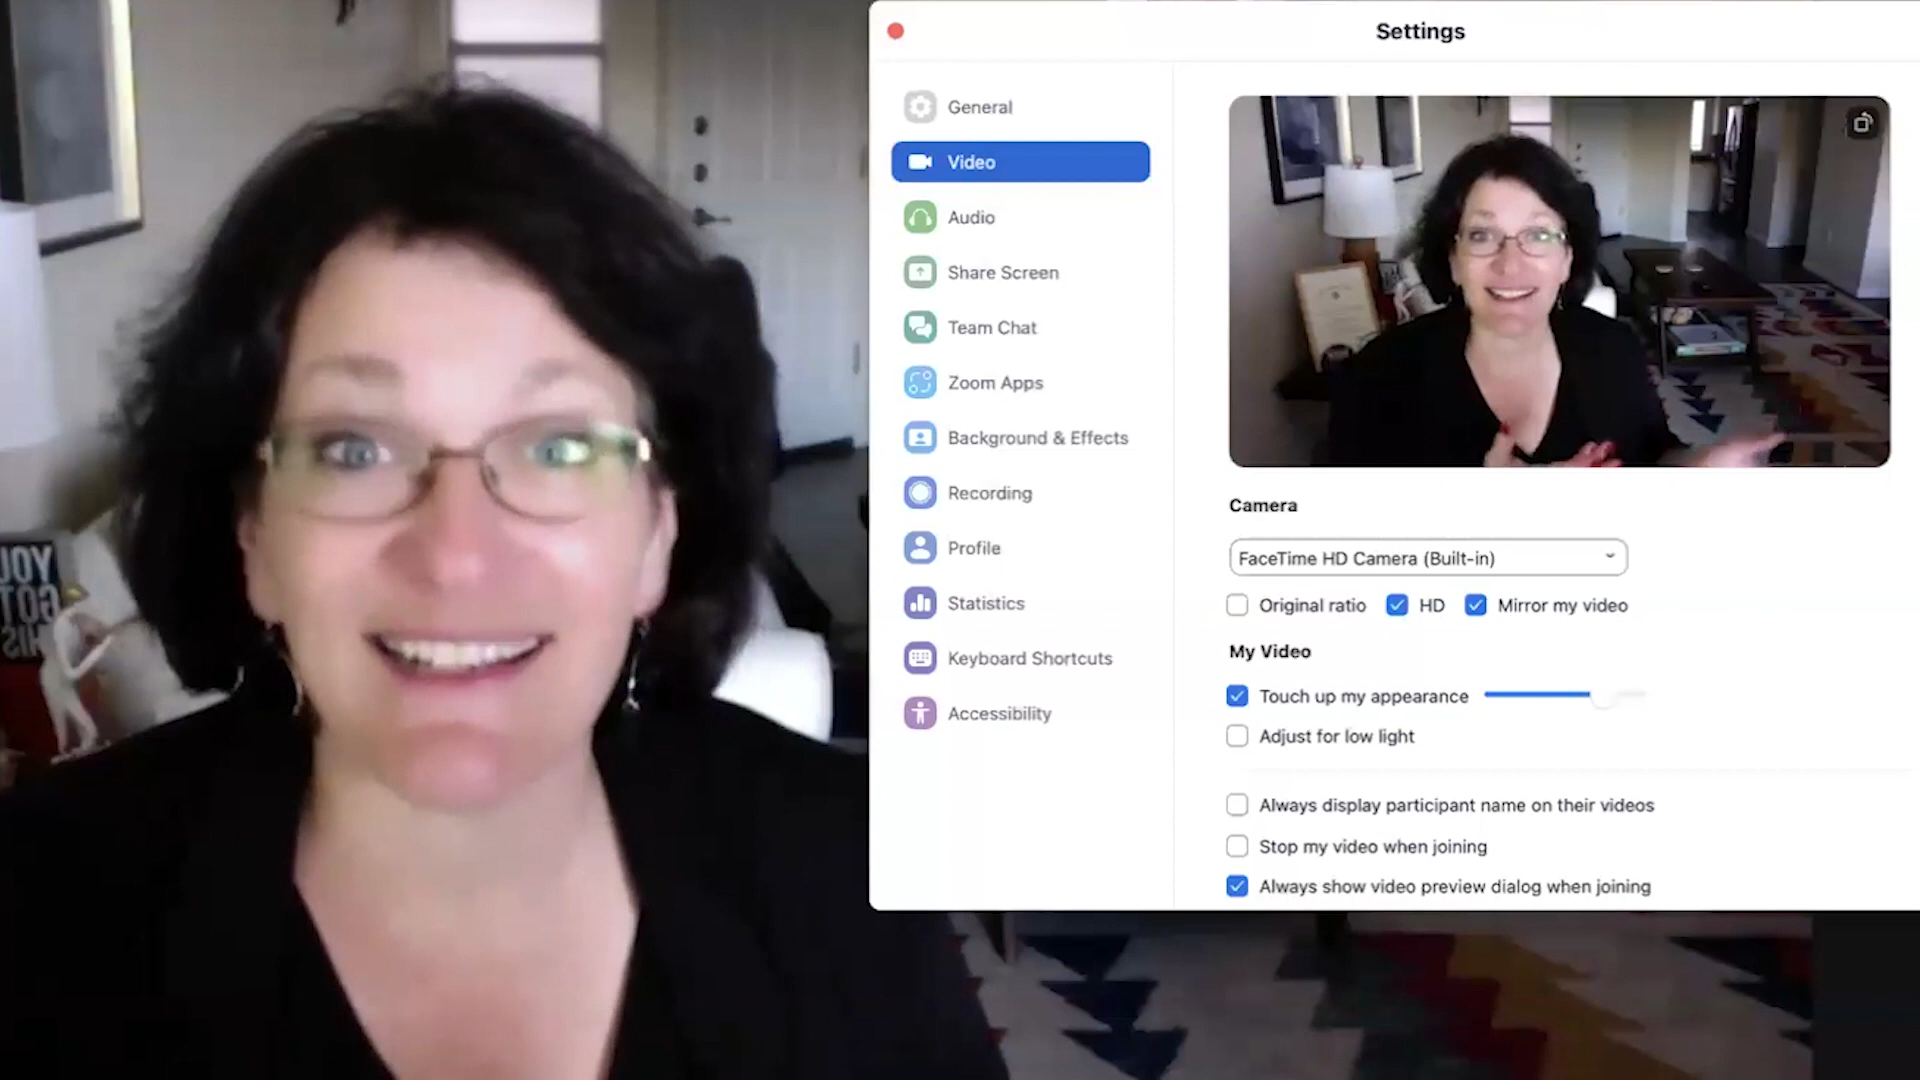 Settings
General
Video
Audio
Share Screen
Team Chat
Zoom Apps
Background & Effects
Recording
Profile
Statistics
Keyboard Shortcuts
Accessibility
Camera
FaceTime HD Camera (Built-in)
Original ratio HD Mirror my video
My Video
Touch up my appearance
Adjust for low light
Always display participant name on their videos
Stop my video when joining
Always show video preview dialog when joining
YOU
GOT
THIS